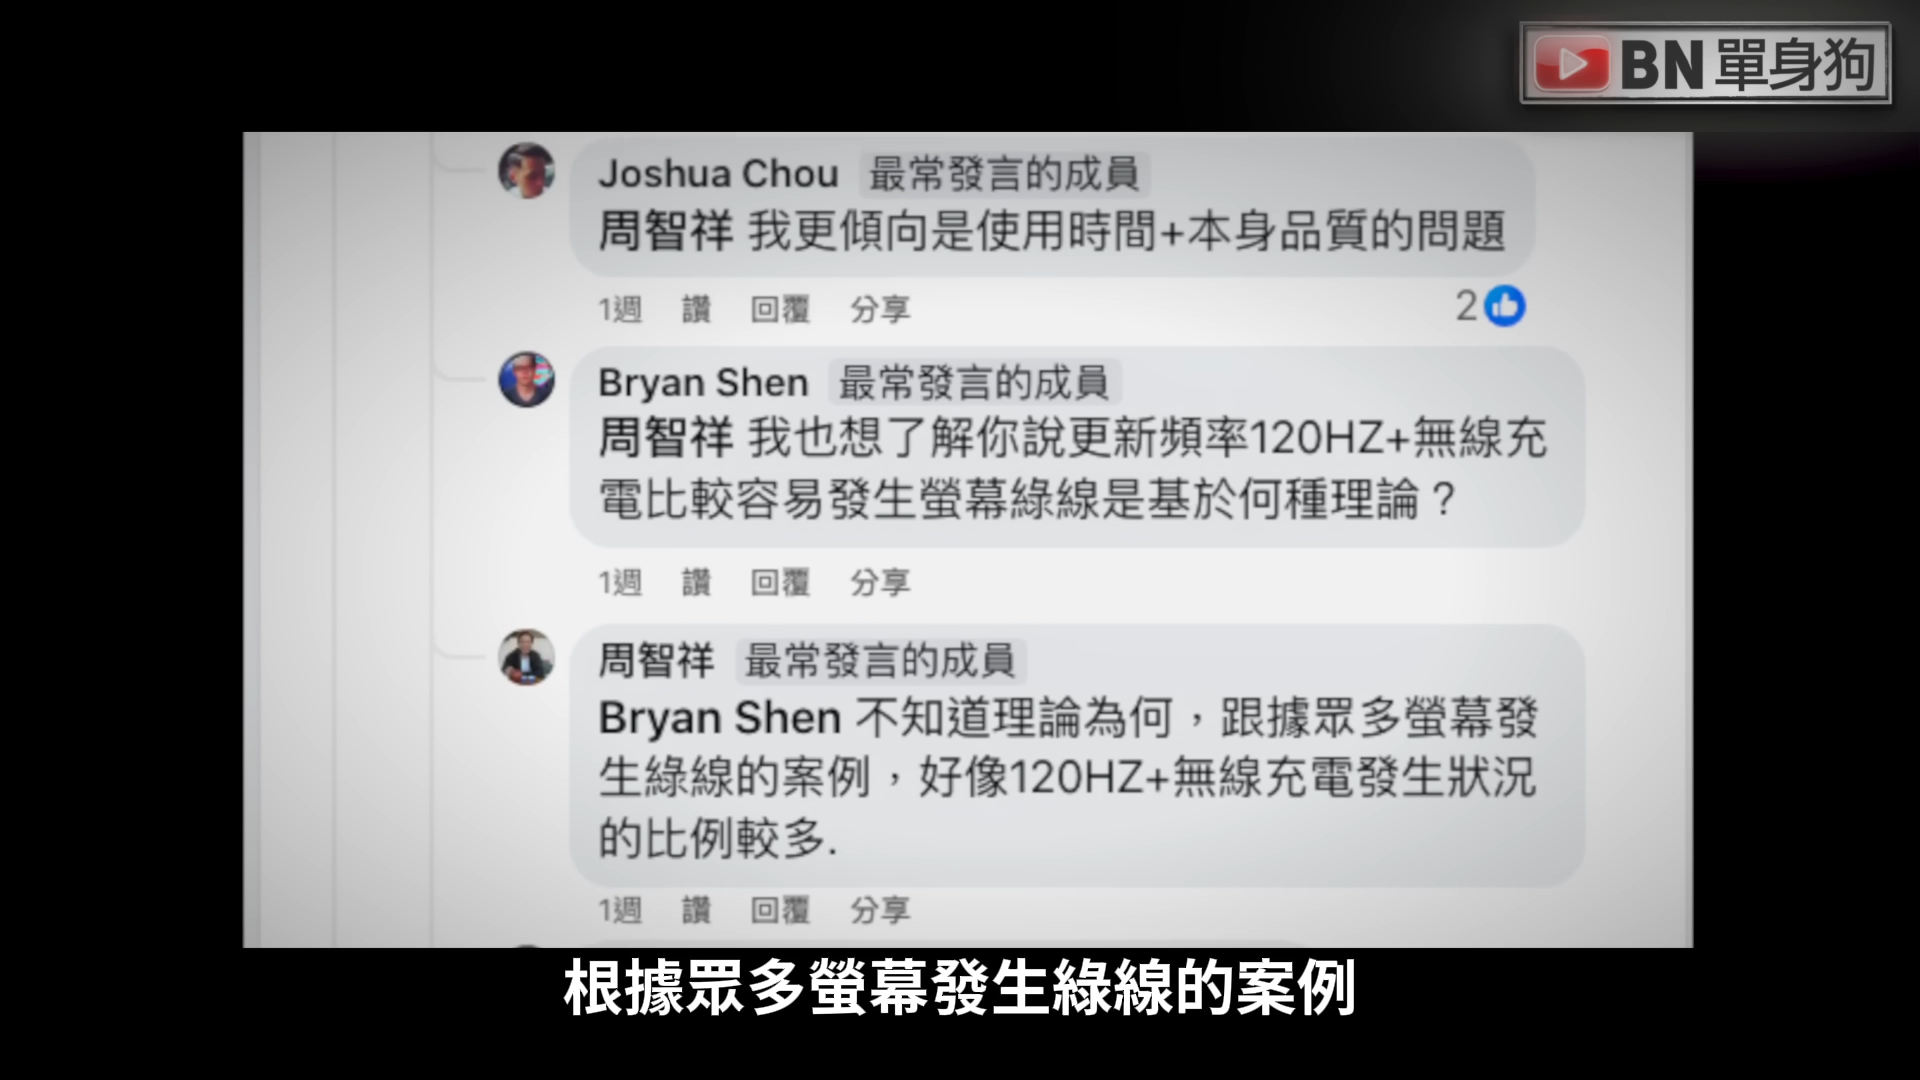 BN單身狗
Joshua Chou 最常發言的成員
周智祥 我更傾向是使用時間+本身品質的問題
1週 讚 回覆 分享 2
Bryan Shen 最常發言的成員
周智祥 我也想了解你說更新頻率120HZ+無線充
電比較容易發生螢幕綠線是基於何種理論？
1週 讚 回覆 分享
周智祥 最常發言的成員
Bryan Shen 不知道理論為何，跟據眾多螢幕發
生綠線的案例，好像120HZ+無線充電發生狀況
的比例較多.
1週 讚 回覆 分享
根據眾多螢幕發生綠線的案例